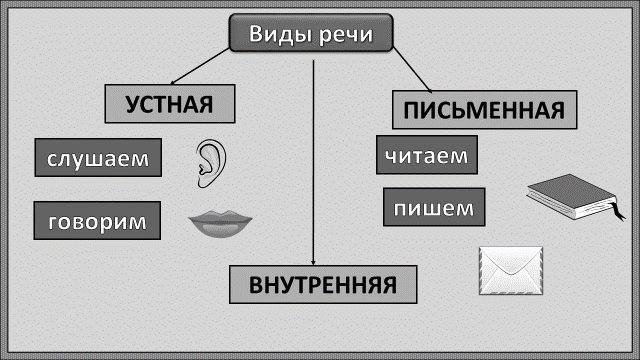 Виды речи
УСТНАЯ
слушаем
говорим
ПИСЬМЕННАЯ
читаем
пишем
ВНУТРЕННЯЯ